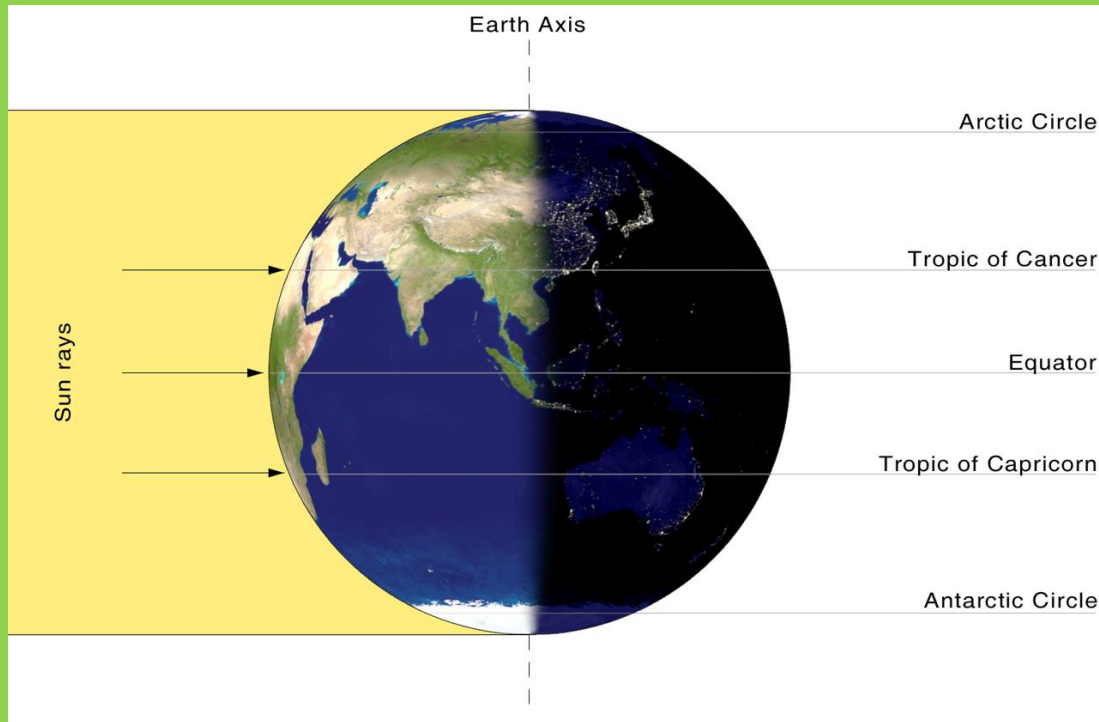 Earth Axis
Arctic Circle
Tropic of Cancer
Sun rays
Equator
Tropic of Capricorn
Antarctic Circle